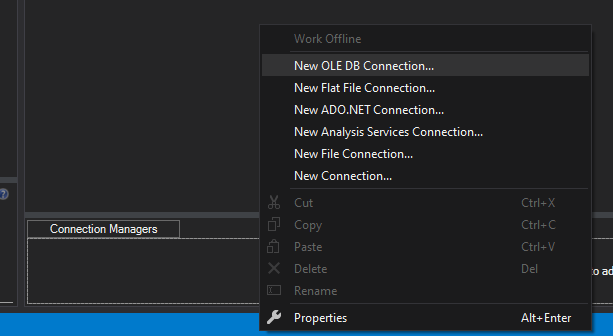 Work Offline
New OLE DB Connection...
New Flat File Connection...
New ADO.NET Connection...
New Analysis Services Connection...
New File Connection...
New Connection...
Cut Ctrl+X
Copy Ctrl+C
Paste Ctrl+V
Delete Del
Rename
Properties Alt+Enter
Connection Managers
to ad